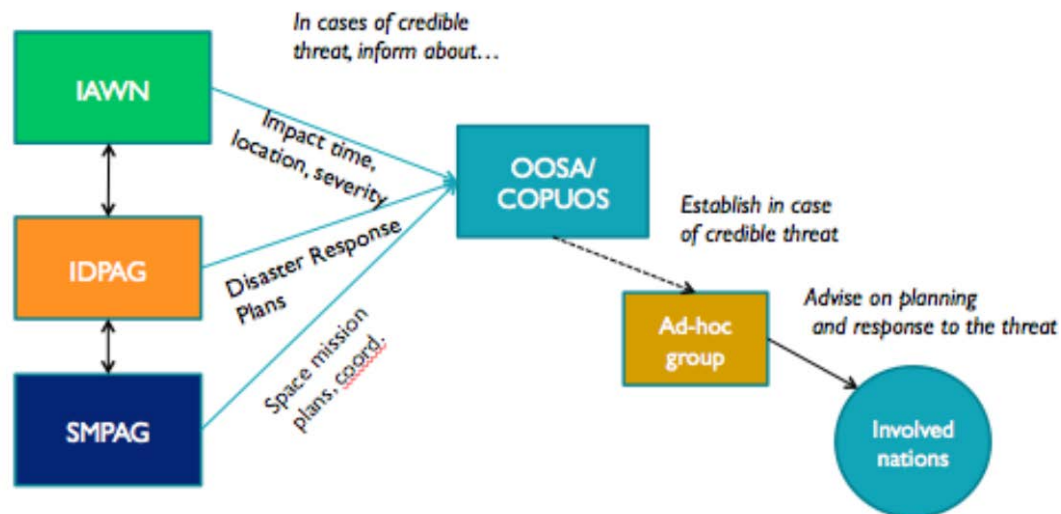 In cases of credible
threat, inform about…
IAWN
Impact time,
location, severity
OOSA/
COPUOS
IDPAG
Disaster Response
Plans
Establish in case
of credible threat
Ad-hoc
group
Advise on planning
and response to the threat
SMPAG
Space mission
plans, coord.
Involved
nations